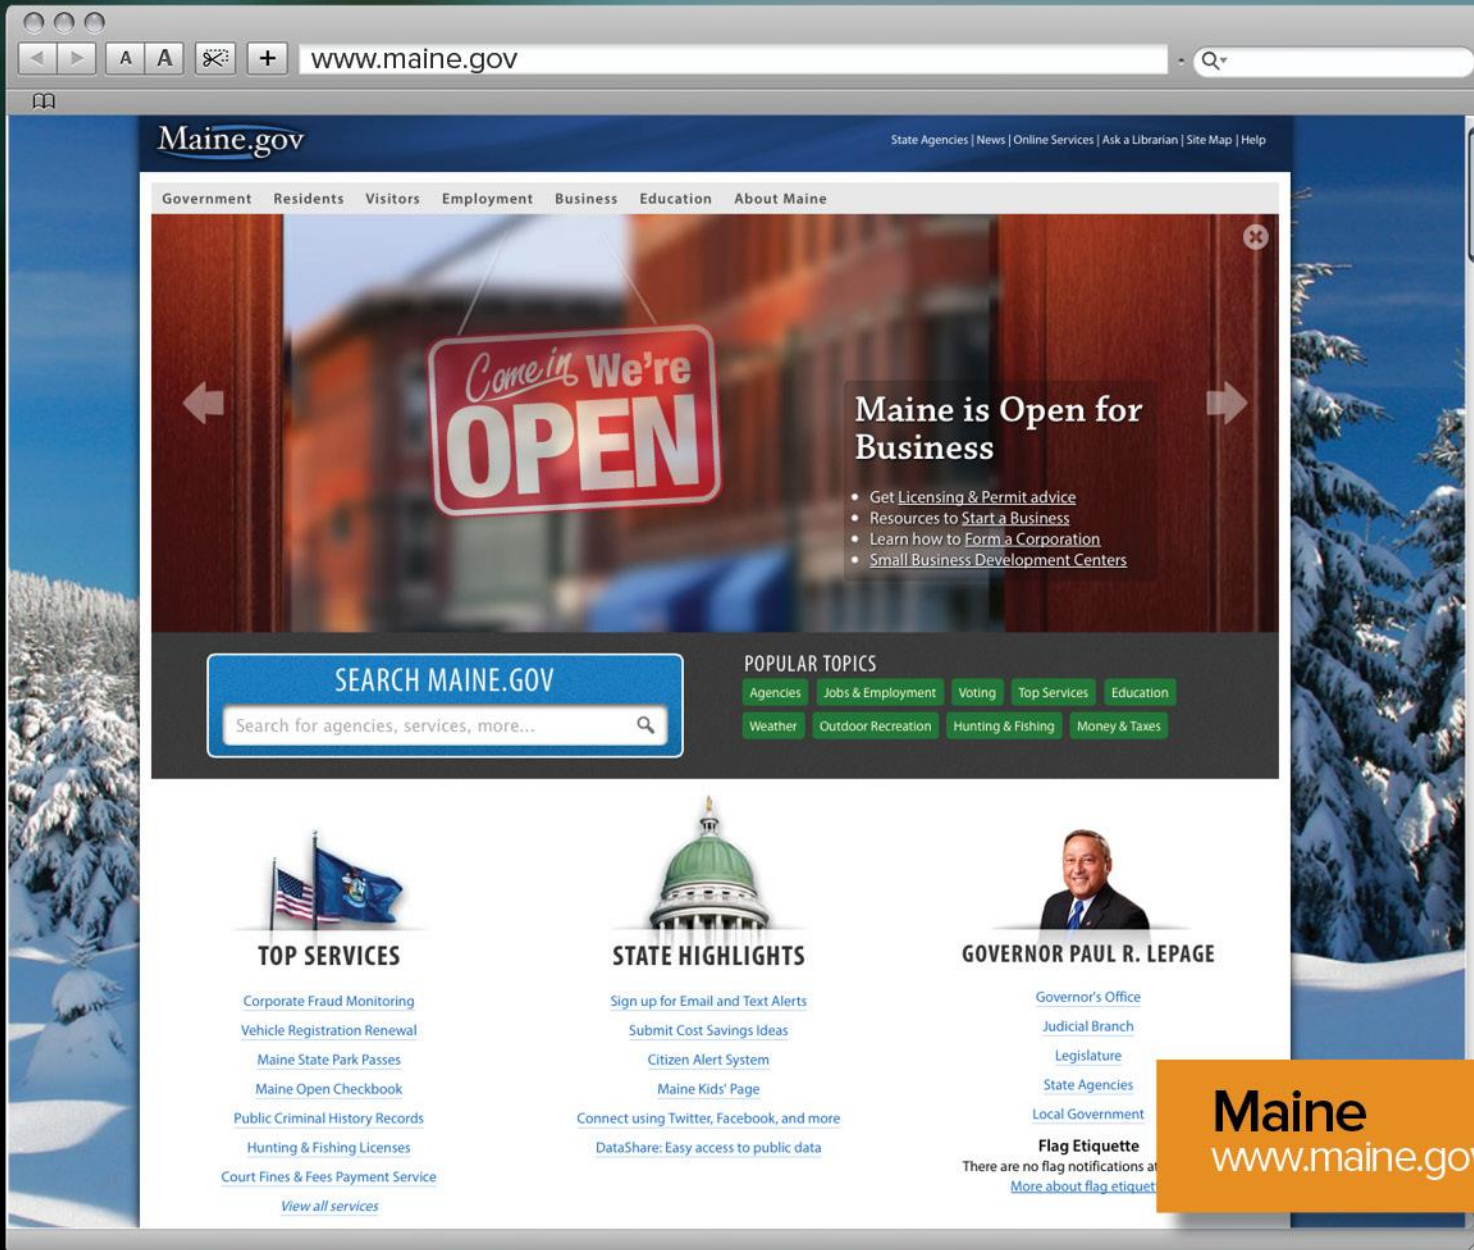 A A + www.maine.gov
Maine.gov
State Agencies | News | Online Services | Ask a Librarian | Site Map | Help
Government Residents Visitors Employment Business Education About Maine
Come in We're
OPEN
Maine is Open for
Business
• Get Licensing & Permit advice
• Resources to Start a Business
• Learn how to Form a Corporation
• Small Business Development Centers
SEARCH MAINE.GOV
Search for agencies, services, more...
POPULAR TOPICS
Agencies Jobs & Employment Voting Top Services Education
Weather Outdoor Recreation Hunting & Fishing Money & Taxes
TOP SERVICES
Corporate Fraud Monitoring
Vehicle Registration Renewal
Maine State Park Passes
Maine Open Checkbook
Public Criminal History Records
Hunting & Fishing Licenses
Court Fines & Fees Payment Service
View all services
STATE HIGHLIGHTS
Sign up for Email and Text Alerts
Submit Cost Savings Ideas
Citizen Alert System
Maine Kids' Page
Connect using Twitter, Facebook, and more
DataShare: Easy access to public data
GOVERNOR PAUL R. LEPAGE
Governor's Office
Judicial Branch
Legislature
State Agencies
Local Government
Flag Etiquette
There are no flag notifications at
More about flag etiquet
Maine
www.maine.gov